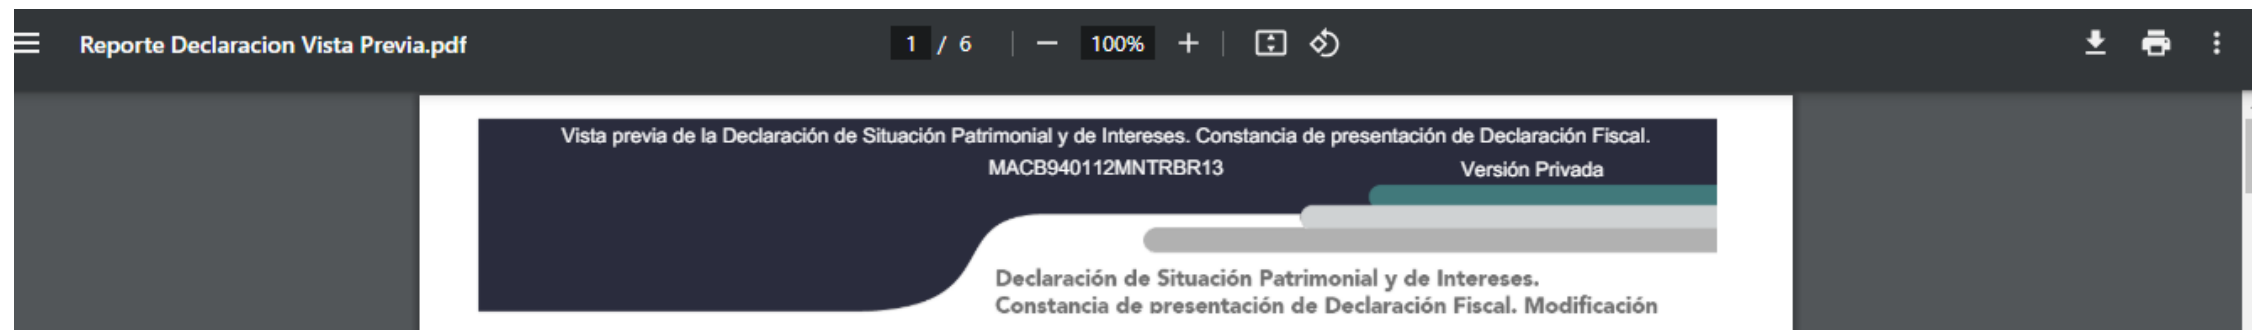 Reporte Declaracion Vista Previa.pdf 1 / 6 100%
Vista previa de la Declaración de Situación Patrimonial y de Intereses. Constancia de presentación de Declaración Fiscal.
MACB940112MNTRBR13 Versión Privada
Declaración de Situación Patrimonial y de Intereses.
Constancia de presentación de Declaración Fiscal. Modificación